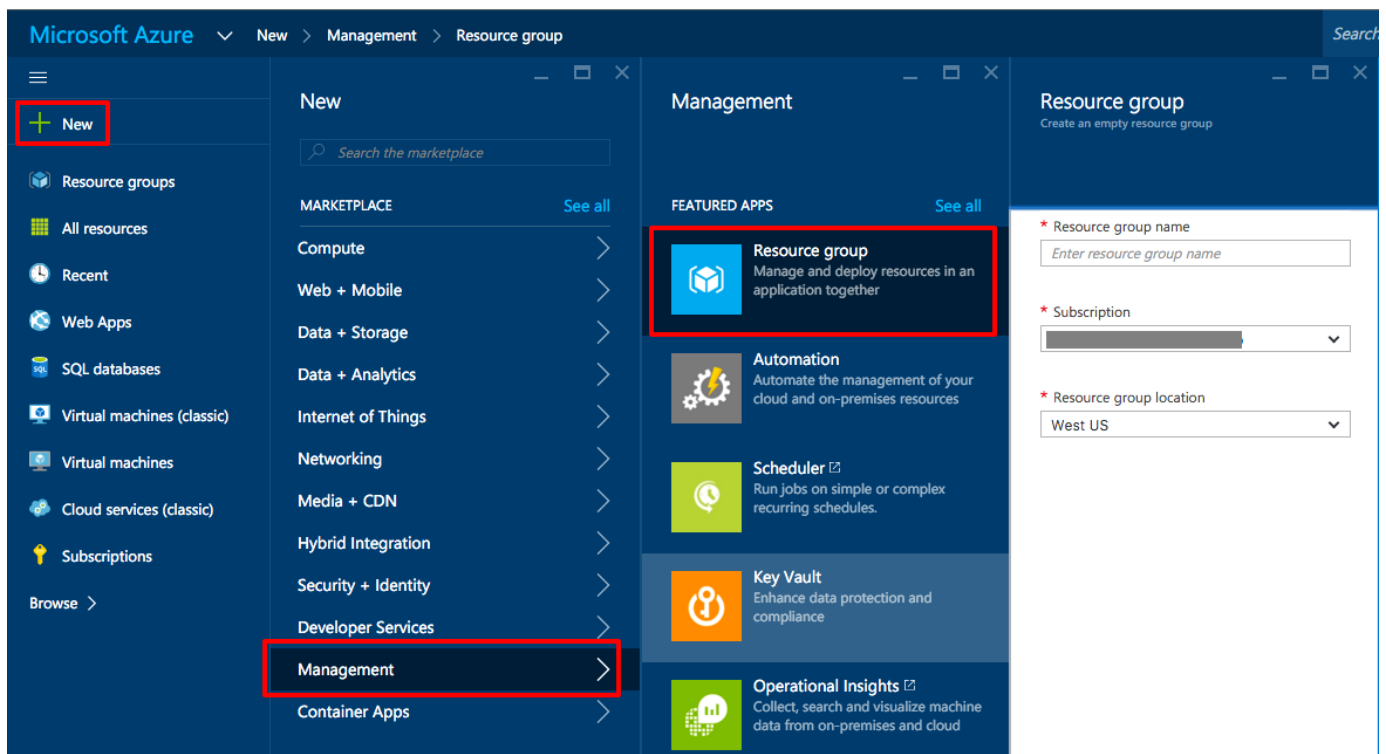 Microsoft Azure New > Management > Resource group
Search
New
Resource groups
All resources
Recent
Web Apps
SQL databases
Virtual machines (classic)
Virtual machines
Cloud services (classic)
Subscriptions
Browse >
New
Search the marketplace
MARKETPLACE See all
Compute
Web + Mobile
Data + Storage
Data + Analytics
Internet of Things
Networking
Media + CDN
Hybrid Integration
Security + Identity
Developer Services
Management
Container Apps
Management
FEATURED APPS See all
Resource group
Manage and deploy resources in an
application together
Automation
Automate the management of your
cloud and on-premises resources
Scheduler
Run jobs on simple or complex
recurring schedules.
Key Vault
Enhance data protection and
compliance
Operational Insights
Collect, search and visualize machine
data from on-premises and cloud
Resource group
Create an empty resource group
* Resource group name
Enter resource group name
* Subscription
* Resource group location
West US